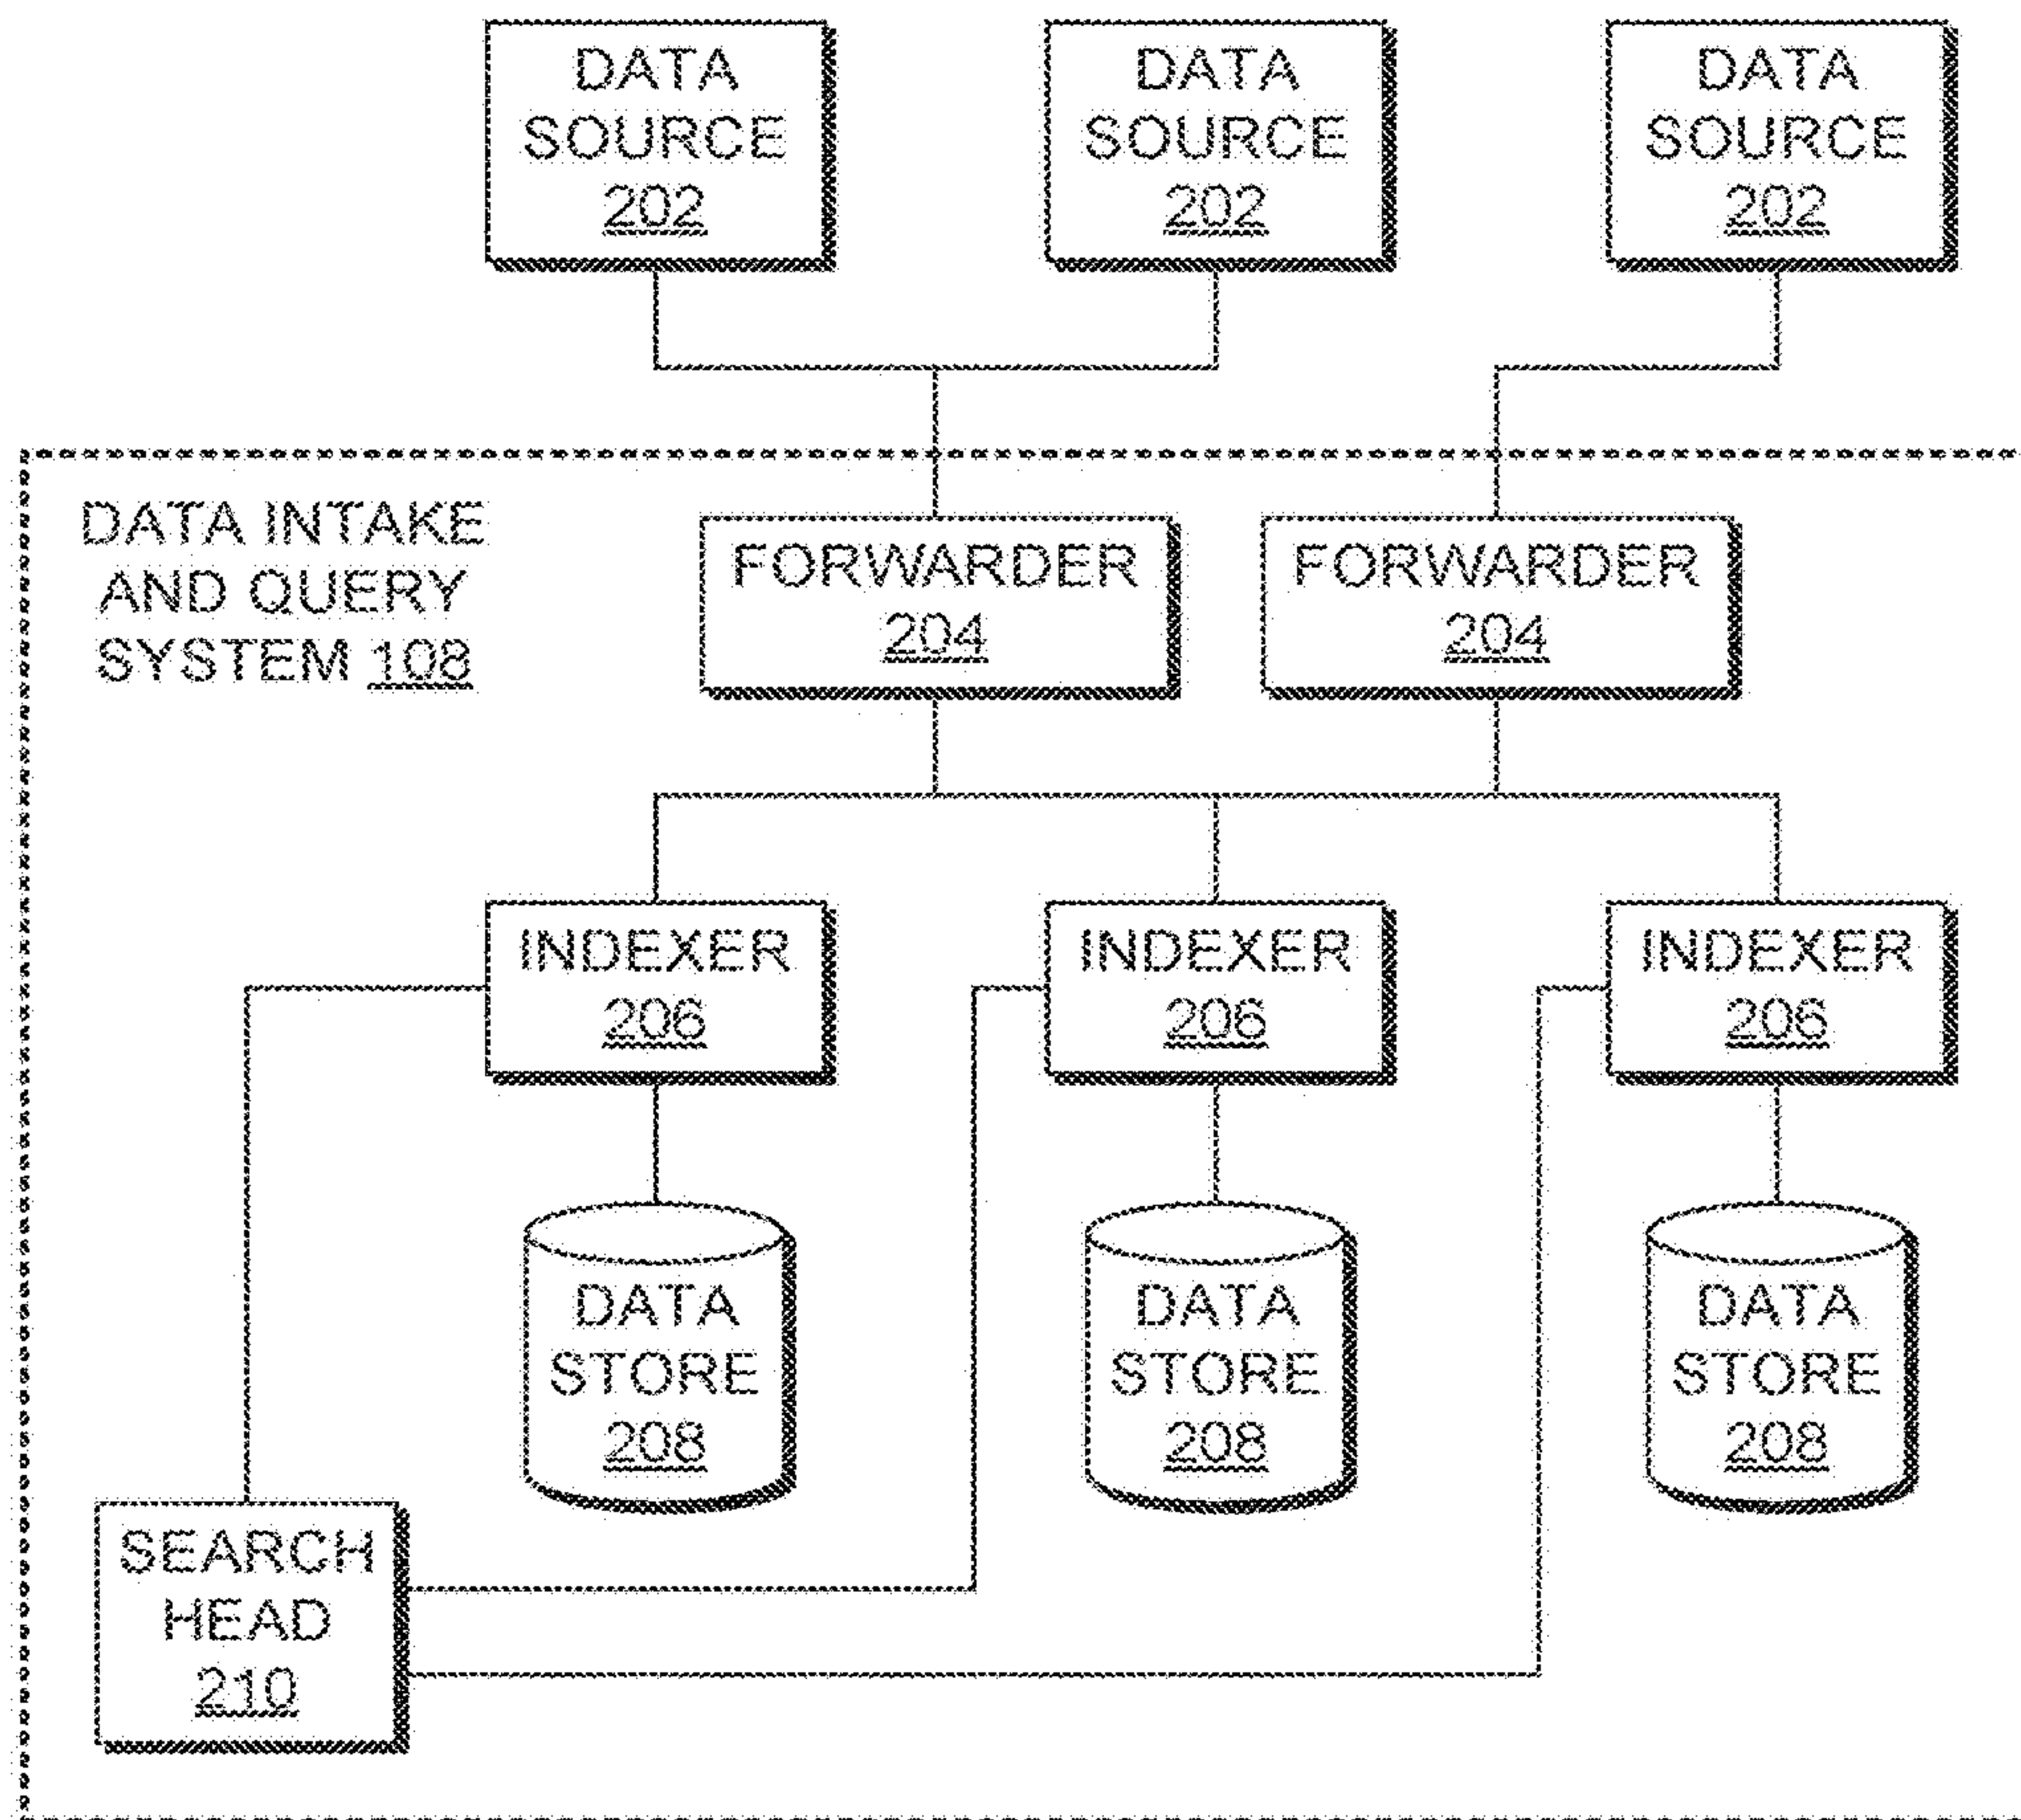 DATA
SOURCE
202
DATA
SOURCE
202
DATA
SOURCE
202
DATA INTAKE
AND QUERY
SYSTEM 108
FORWARDER
204
FORWARDER
204
INDEXER
206
INDEXER
206
INDEXER
206
DATA
STORE
208
DATA
STORE
208
DATA
STORE
208
SEARCH
HEAD
210